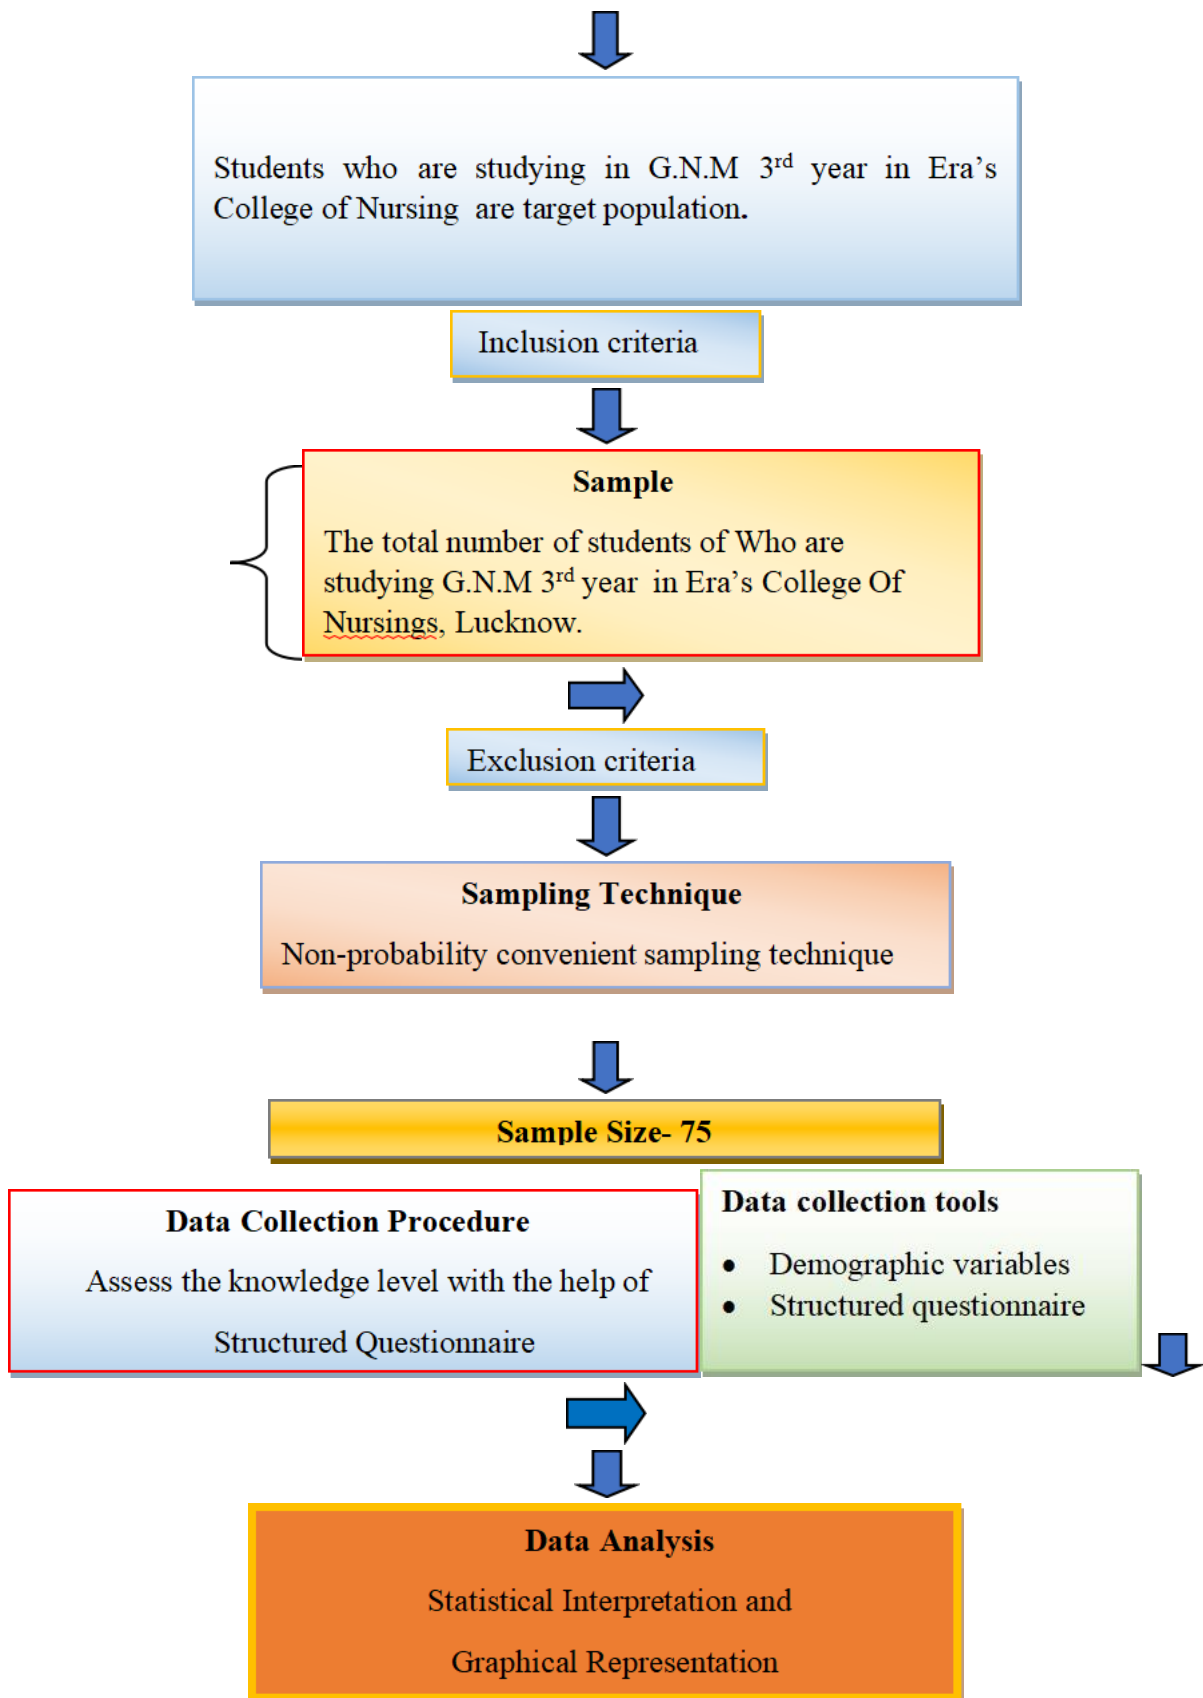 Students who are studying in G.N.M 3rd year in Era’s
College of Nursing are target population.
Inclusion criteria
Sample
The total number of students of Who are
studying G.N.M 3rd year in Era’s College Of
Nursings, Lucknow.
Exclusion criteria
Sampling Technique
Non-probability convenient sampling technique
Sample Size- 75
Data Collection Procedure
Assess the knowledge level with the help of
Structured Questionnaire
Data collection tools
• Demographic variables
• Structured questionnaire
Data Analysis
Statistical Interpretation and
Graphical Representation